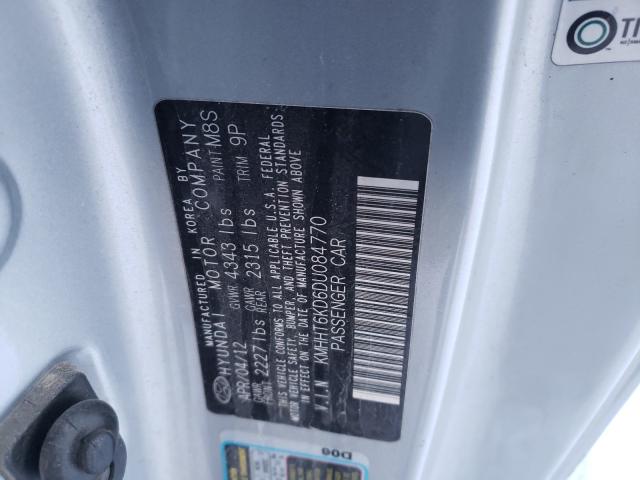 MANUFACTURED IN KOREA BY
HYUNDAI MOTOR COMPANY
APR/04/12 GVWR 4343 lbs PAINT M8S
GAWR FRONT 2227 lbs GAWR REAR 2315 lbs TRIM 9P
THIS VEHICLE CONFORMS TO ALL APPLICABLE U.S.A. FEDERAL
MOTOR VEHICLE SAFETY, BUMPER, AND THEFT PREVENTION STANDARDS
IN EFFECT ON THE DATE OF MANUFACTURE SHOWN ABOVE
V.I.N KMHHT6KD6DU084770
PASSENGER CAR
D06